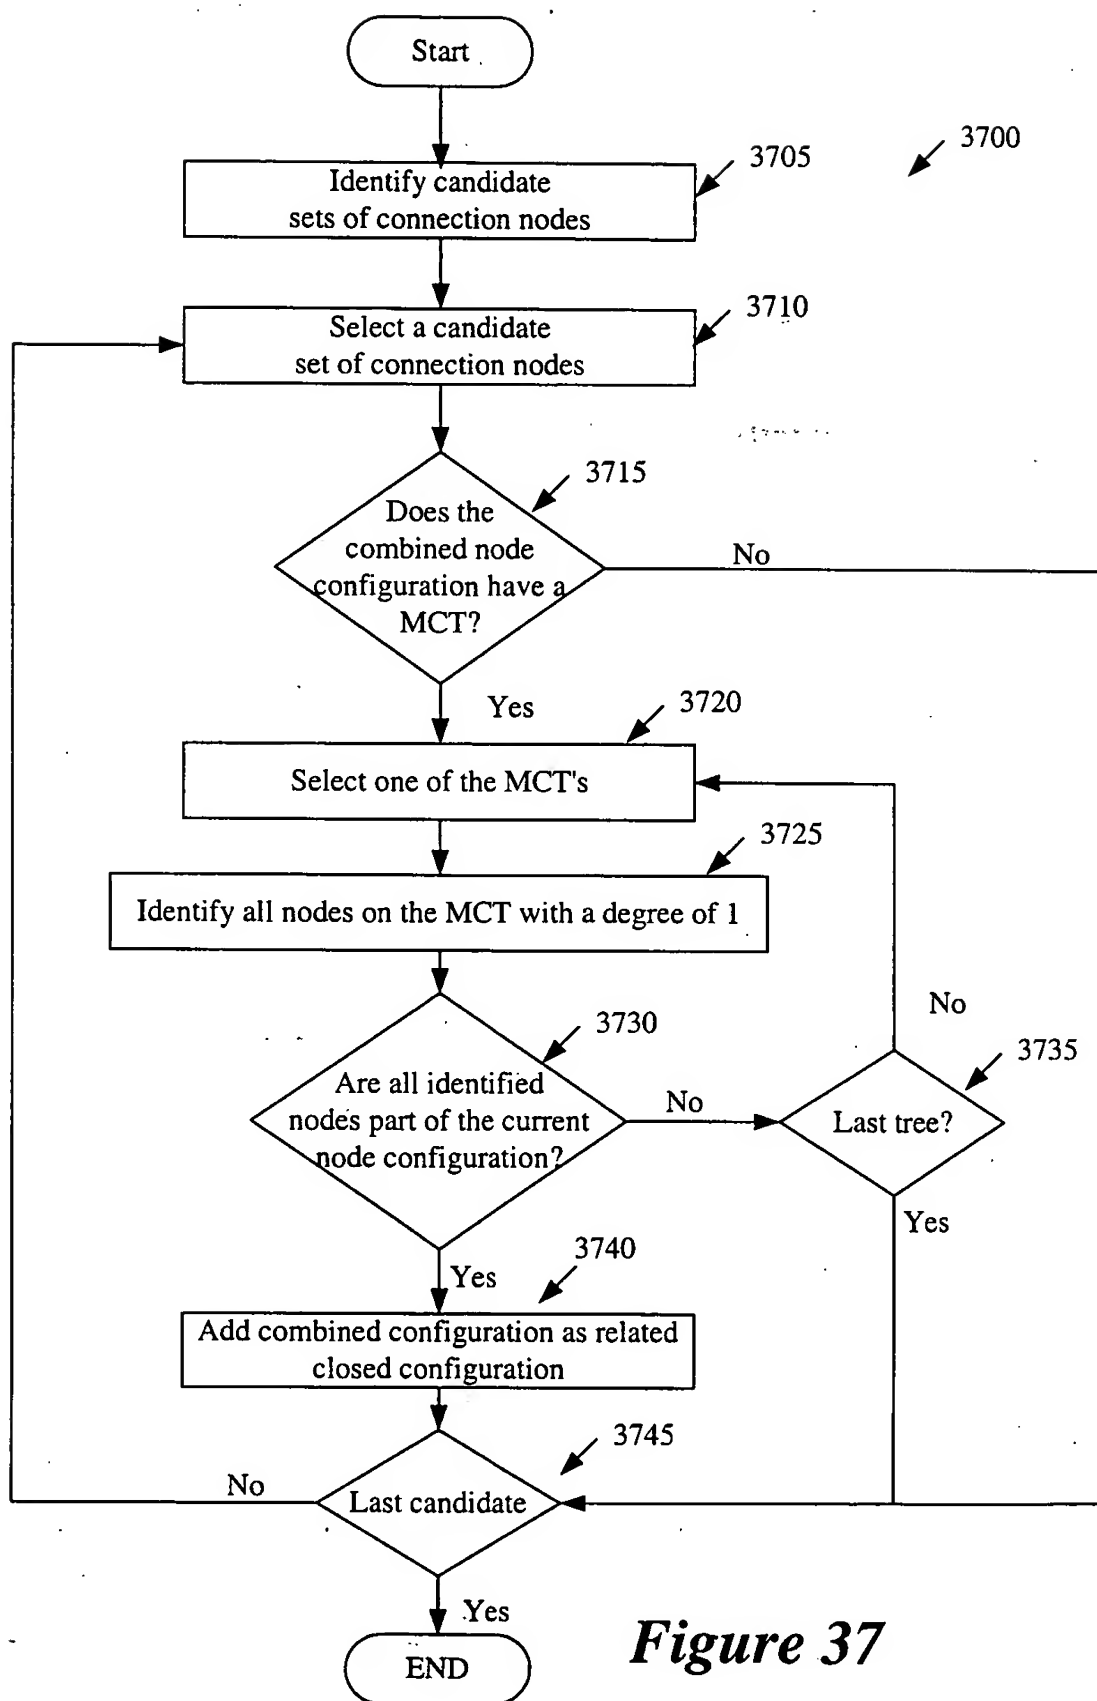 Start
3700
3705
Identify candidate
sets of connection nodes
3710
Select a candidate
set of connection nodes
3715
Does the
combined node
configuration have a
MCT?
No
Yes
3720
Select one of the MCT's
3725
Identify all nodes on the MCT with a degree of 1
No
3730
3735
Are all identified
nodes part of the current
node configuration?
No
Last tree?
Yes
3740
Yes
Add combined configuration as related
closed configuration
3745
No
Last candidate
Yes
END
Figure 37